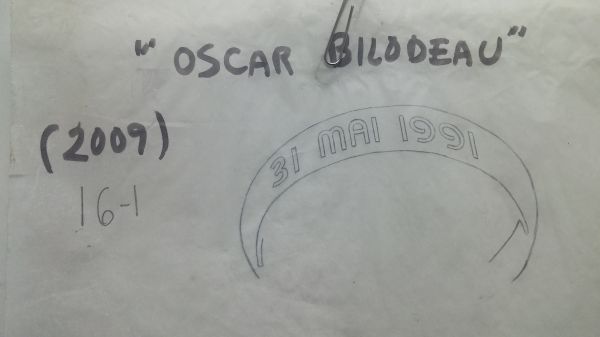 "OSCAR BILODEAU"
(2009)
16-1
31 MAI 1991